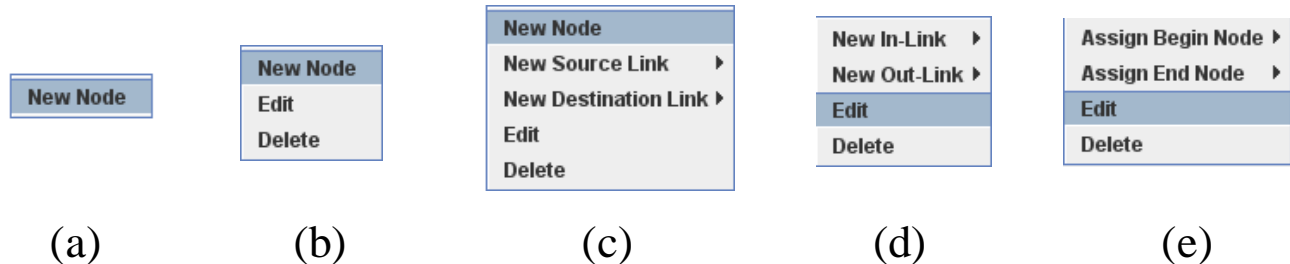 New Node
New Node
Edit
Delete
New Node
New Source Link
New Destination Link
Edit
Delete
New In-Link
New Out-Link
Edit
Delete
Assign Begin Node
Assign End Node
Edit
Delete
(a)
(b)
(c)
(d)
(e)